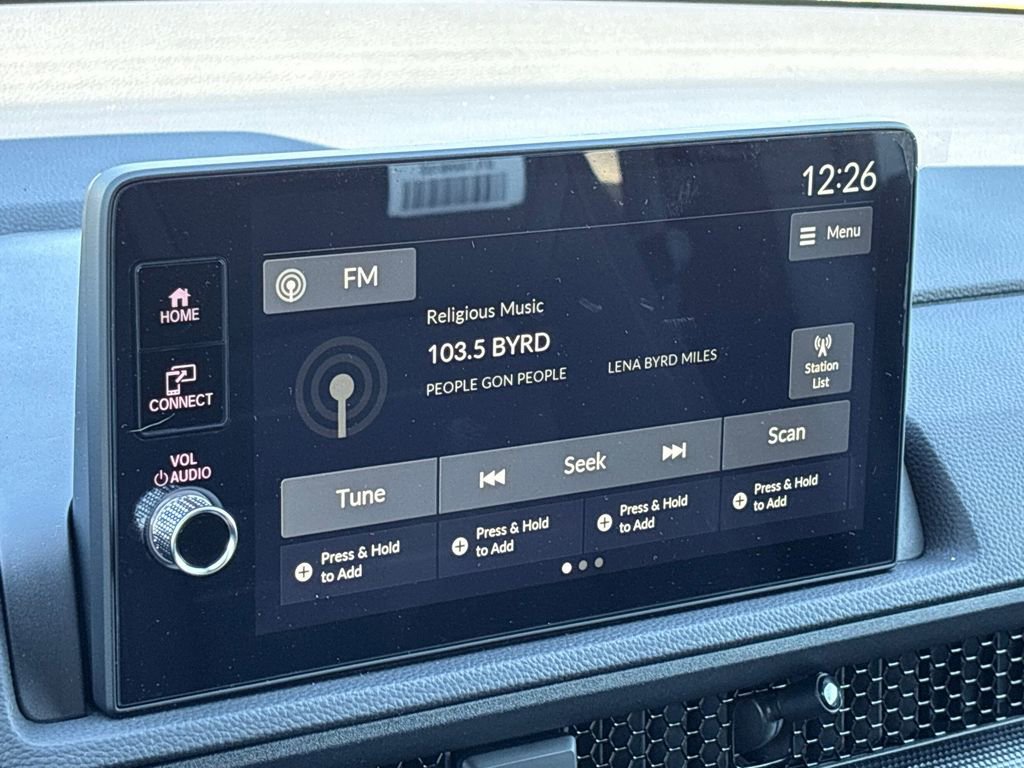 12:26
Menu
FM
HOME
Religious Music
103.5 BYRD
PEOPLE GON PEOPLE
LENA BYRD MILES
Station
List
CONNECT
VOL
AUDIO
Tune
Seek
Scan
Press & Hold
to Add
Press & Hold
to Add
Press & Hold
to Add
Press & Hold
to Add